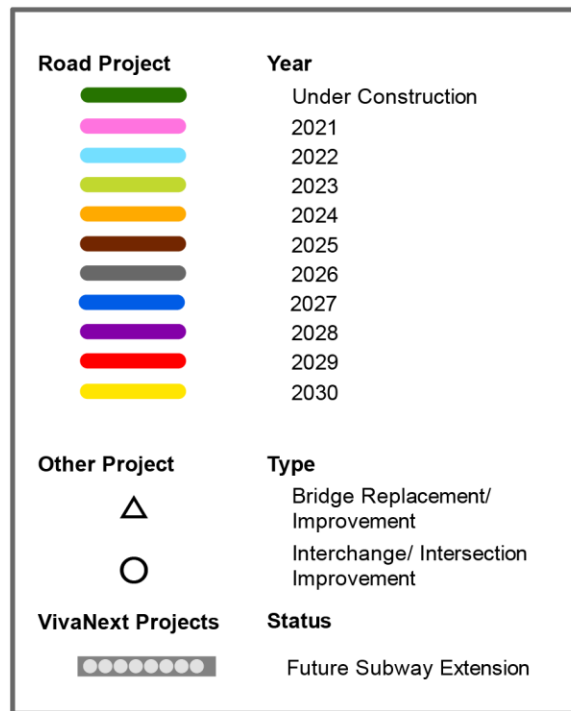 Road Project Year
Under Construction
2021
2022
2023
2024
2025
2026
2027
2028
2029
2030
Other Project Type
Bridge Replacement/
Improvement
Interchange/ Intersection
Improvement
VivaNext Projects Status
Future Subway Extension